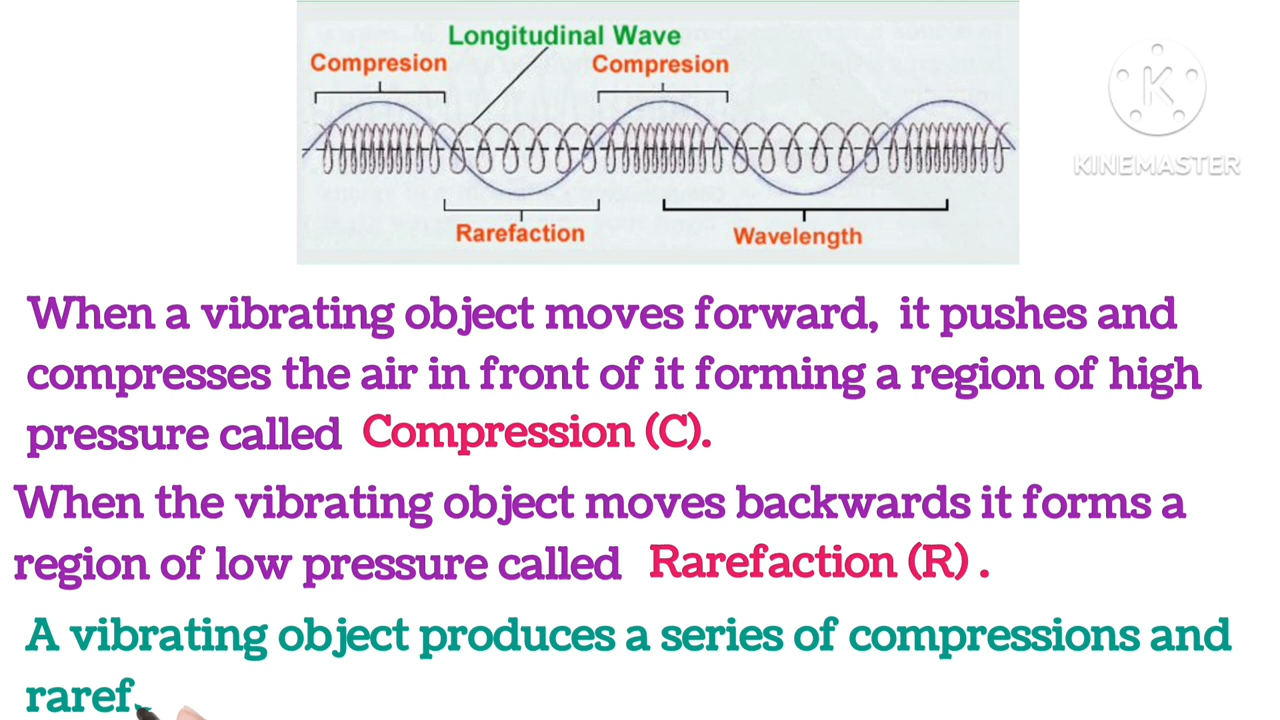 Longitudinal Wave
Compresion
Compresion
Rarefaction
Wavelength
K
KINEMASTER
When a vibrating object moves forward, it pushes and
compresses the air in front of it forming a region of high
pressure called Compression (C).
When the vibrating object moves backwards it forms a
region of low pressure called Rarefaction (R) .
A vibrating object produces a series of compressions and
raref